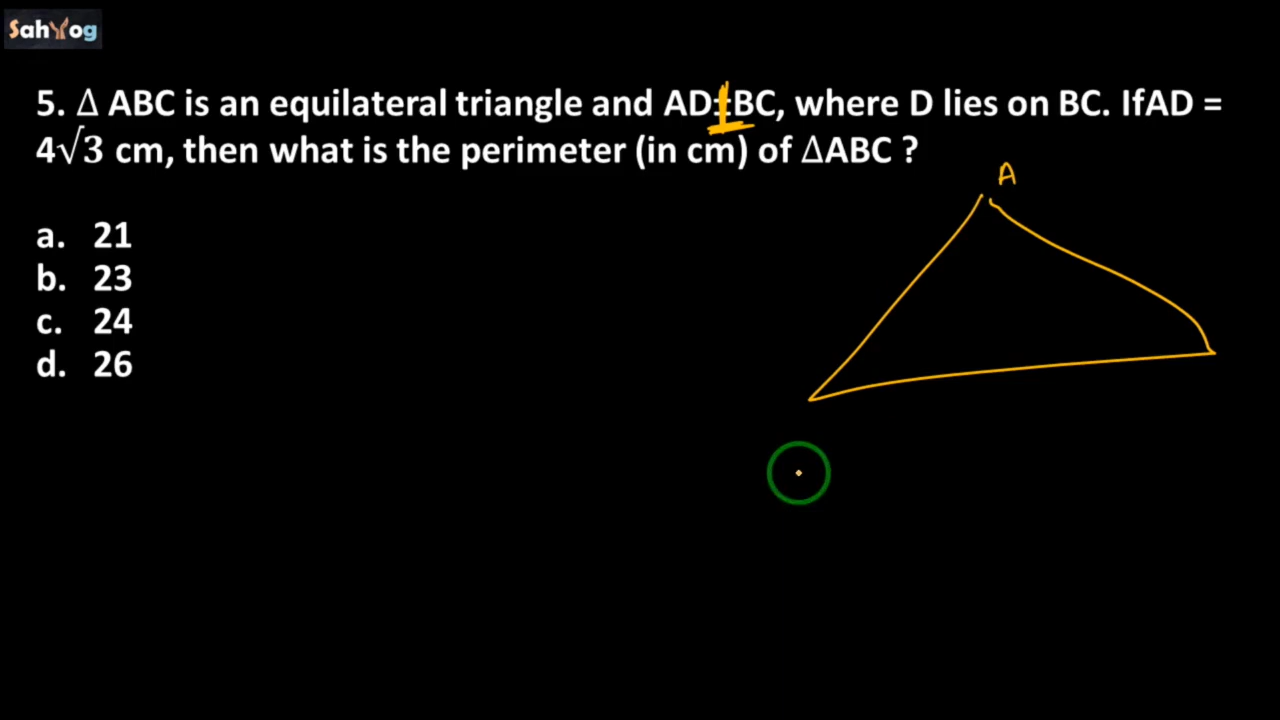 SahYog
5. Δ ABC is an equilateral triangle and AD⊥BC, where D lies on BC. IfAD =
4√3 cm, then what is the perimeter (in cm) of ΔABC ?
A
a. 21
b. 23
c. 24
d. 26